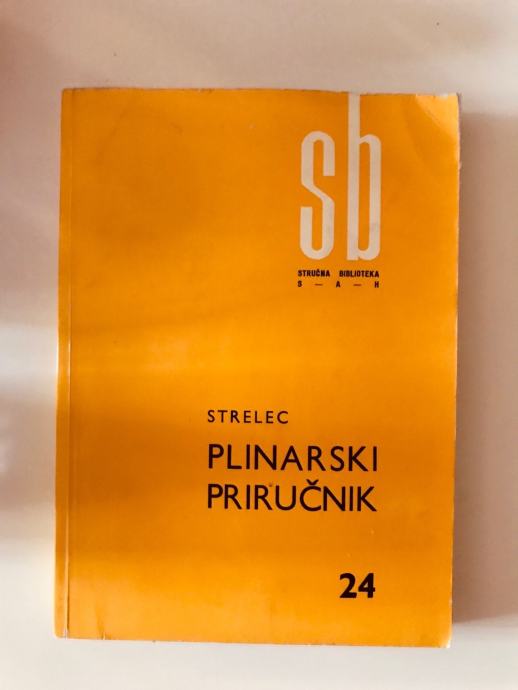 sb
STRUČNA BIBLIOTEKA
S – A – H
STRELEC
PLINARSKI
PRIRUČNIK
24